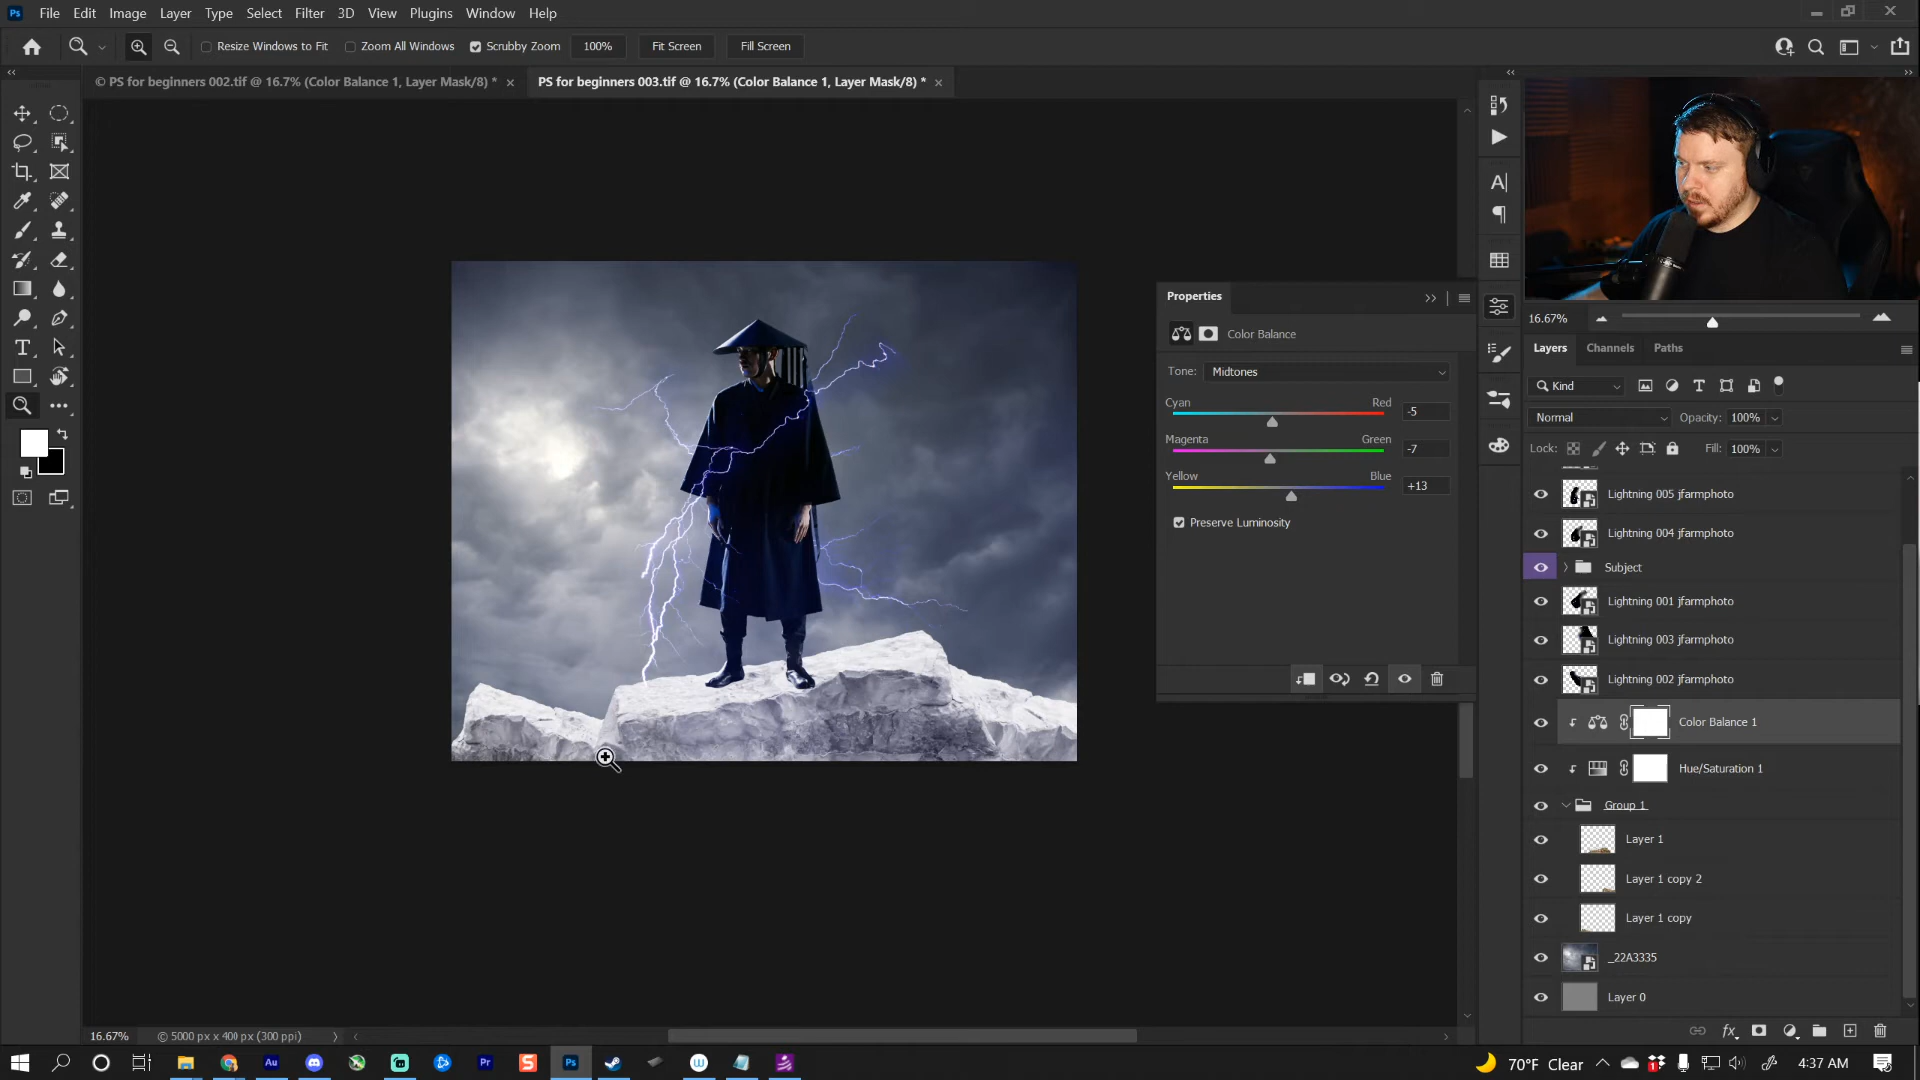 Ps File Edit Image Layer Type Select Filter 3D View Plugins Window Help
Resize Windows to Fit Zoom All Windows Scrubby Zoom 100% Fit Screen Fill Screen
© PS for beginners 002.tif @ 16.7% (Color Balance 1, Layer Mask/8) * × PS for beginners 003.tif @ 16.7% (Color Balance 1, Layer Mask/8) * ×
Properties
Color Balance
Tone: Midtones
Cyan Red -5
Magenta Green -7
Yellow Blue +13
Preserve Luminosity
16.67%
Layers Channels Paths
Kind
Normal Opacity: 100%
Lock: Fill: 100%
Lightning 005 jfarmphoto
Lightning 004 jfarmphoto
Subject
Lightning 001 jfarmphoto
Lightning 003 jfarmphoto
Lightning 002 jfarmphoto
Color Balance 1
Hue/Saturation 1
Group 1
Layer 1
Layer 1 copy 2
Layer 1 copy
_22A3335
Layer 0
fx
16.67% © 5000 px x 400 px (300 ppi)
Au Pr S Ps W 70°F Clear 4:37 AM